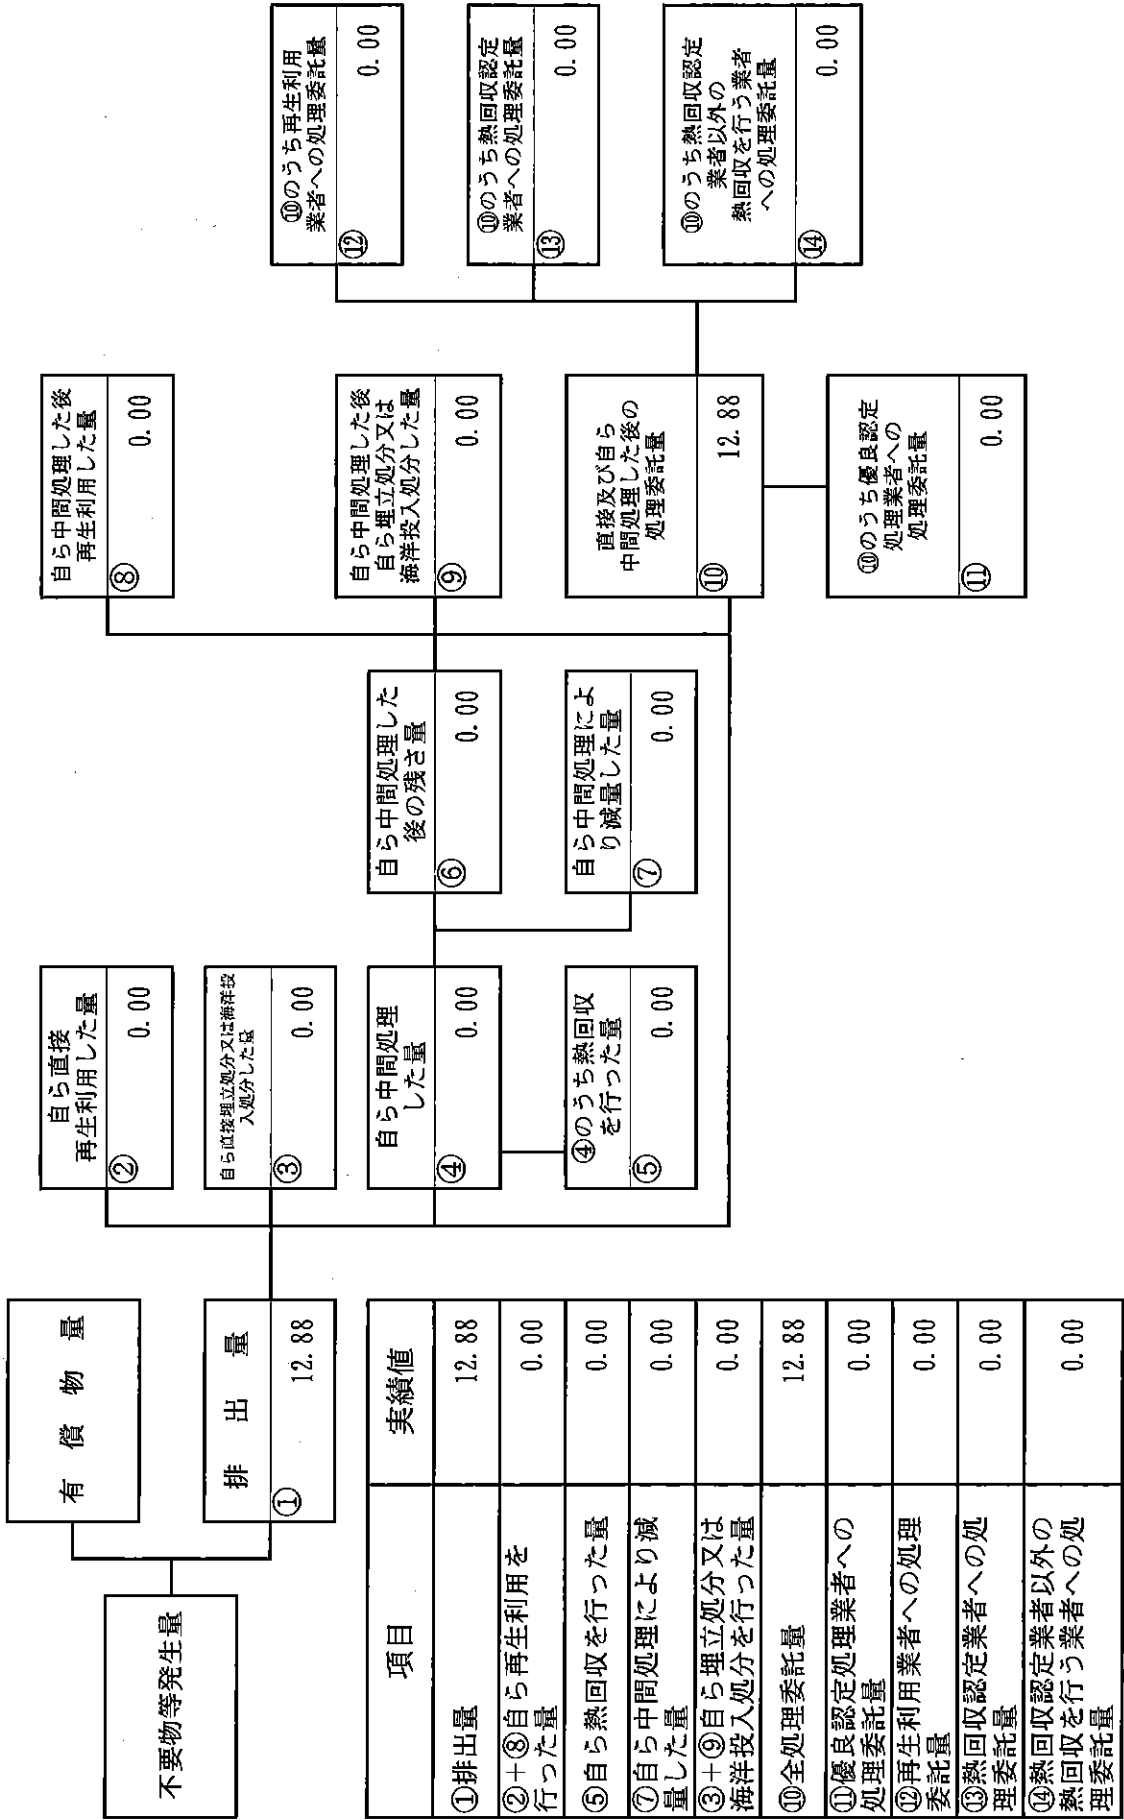 不要物等発生量
有償物量
排出量
① 12.88
自ら直接
再生利用した量
② 0.00
自ら直接埋立処分又は海洋投
入処分した量
③ 0.00
自ら中間処理
した量
④ 0.00
④のうち熱回収
を行った量
⑤ 0.00
自ら中間処理した
後の残さ量
⑥ 0.00
自ら中間処理によ
り減量した量
⑦ 0.00
自ら中間処理した後
再生利用した量
⑧ 0.00
自ら中間処理した後
自ら埋立処分又は
海洋投入処分した量
⑨ 0.00
直接及び自ら
中間処理した後の
処理委託量
⑩ 12.88
⑩のうち優良認定
処理業者への
処理委託量
⑪ 0.00
⑩のうち再生利用
業者への処理委託量
⑫ 0.00
⑩のうち熱回収認定
業者への処理委託量
⑬ 0.00
⑩のうち熱回収認定
業者以外の
熱回収を行う業者
への処理委託量
⑭ 0.00
項目 実績値
①排出量 12.88
②+⑧自ら再生利用を
行った量 0.00
⑤自ら熱回収を行った量 0.00
⑦自ら中間処理により減
量した量 0.00
③+⑨自ら埋立処分又は
海洋投入処分を行った量 0.00
⑩全処理委託量 12.88
⑪優良認定処理業者への
処理委託量 0.00
⑫再生利用業者への処理
委託量 0.00
⑬熱回収認定業者への処
理委託量 0.00
⑭熱回収認定業者以外の
熱回収を行う業者への処
理委託量 0.00